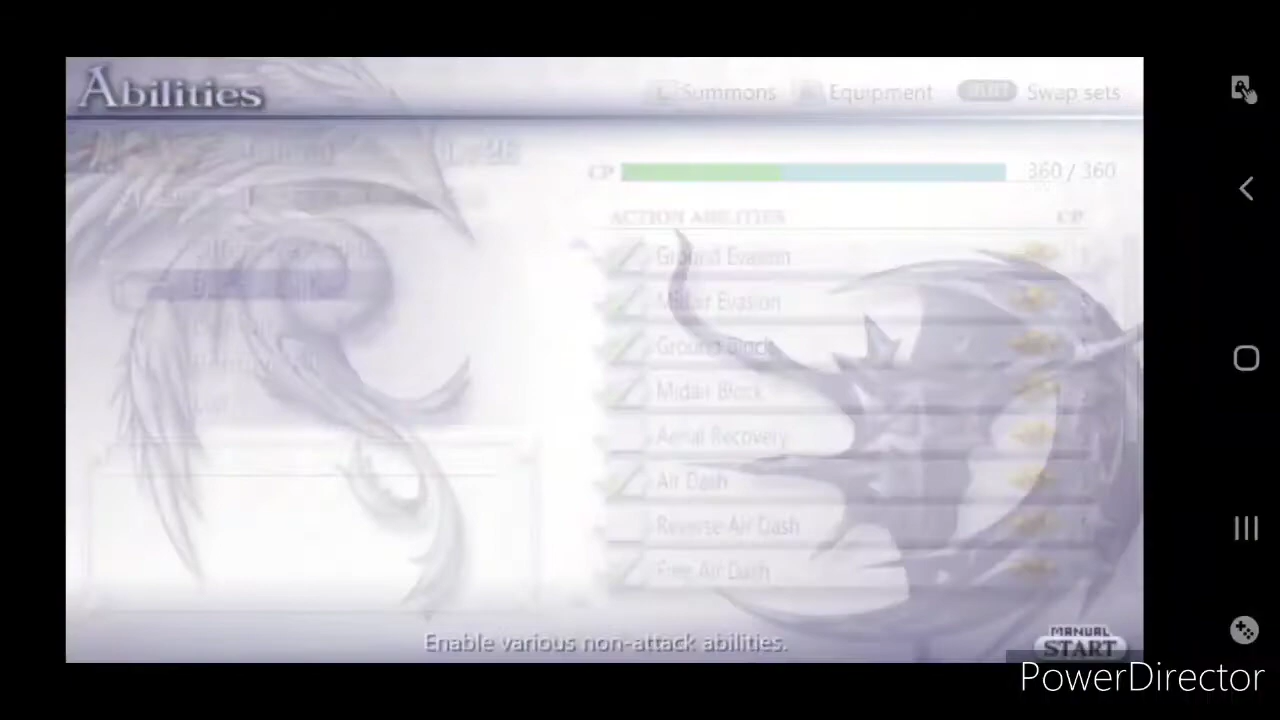 Abilities
Summons Equipment Swap sets
CP 360 / 360
ACTION ABILITIES CP
Ground Evasion
Midair Evasion
Ground Block
Midair Block
Aerial Recovery
Air Dash
Reverse Air Dash
Free Air Dash
Enable various non-attack abilities.
MANUAL
START
PowerDirector